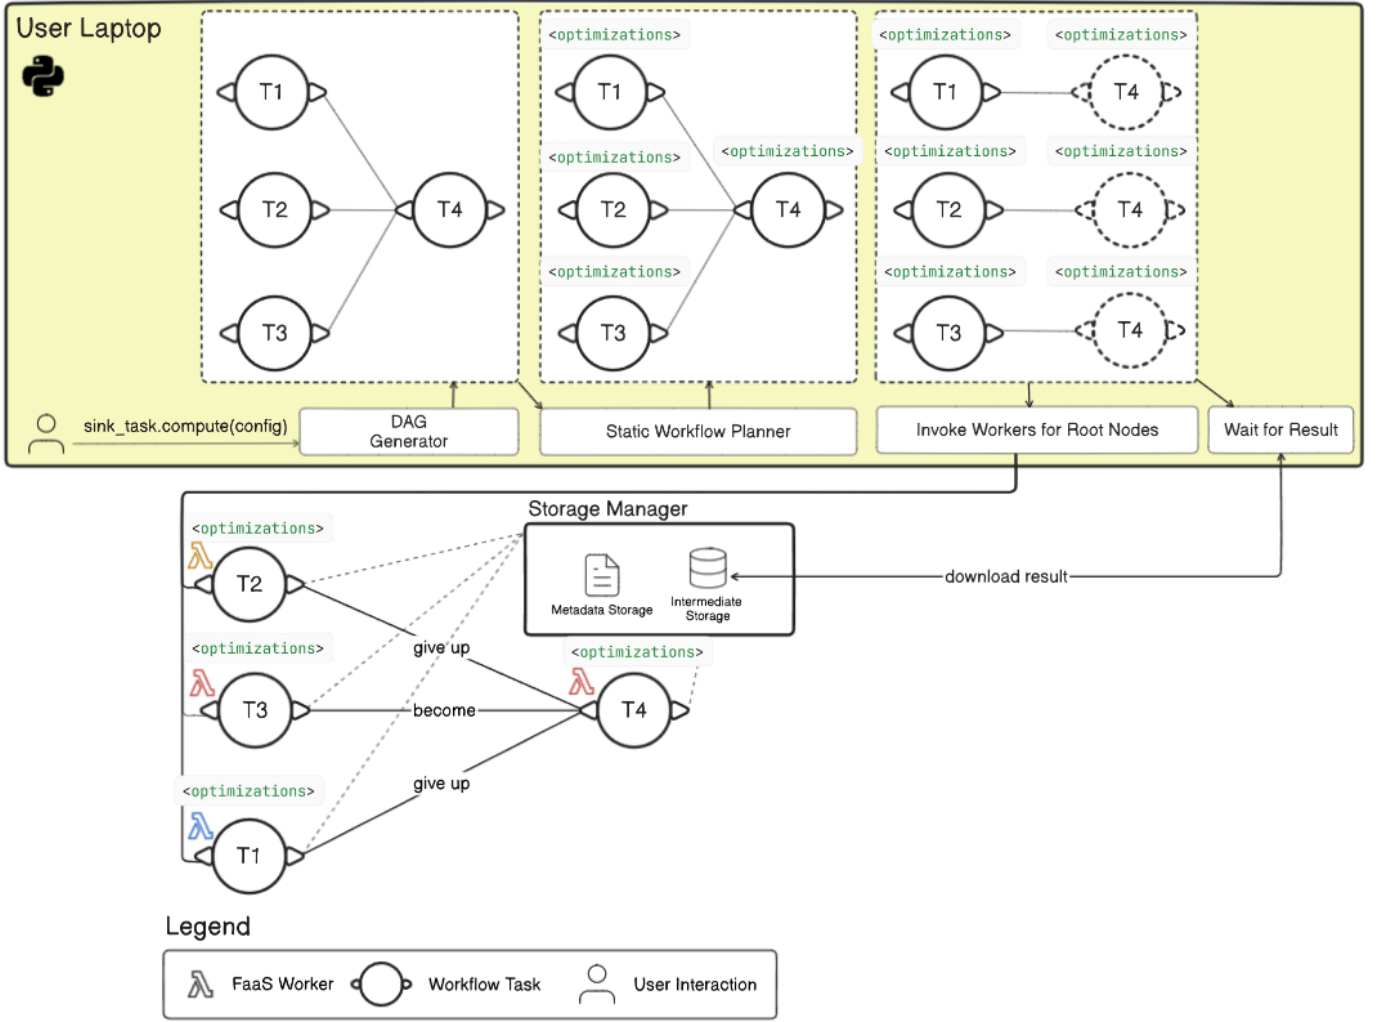 User Laptop
T1
T2
T3
T4
<optimizations>
T1
<optimizations>
T2
<optimizations>
T3
<optimizations>
T4
<optimizations>
<optimizations>
T1
T4
<optimizations>
<optimizations>
T2
T4
<optimizations>
<optimizations>
T3
T4
sink_task.compute(config)
DAG
Generator
Static Workflow Planner
Invoke Workers for Root Nodes
Wait for Result
<optimizations>
λ
T2
<optimizations>
λ
T3
<optimizations>
λ
T1
give up
become
give up
Storage Manager
Metadata Storage
Intermediate
Storage
download result
<optimizations>
λ
T4
Legend
λ
FaaS Worker
Workflow Task
User Interaction